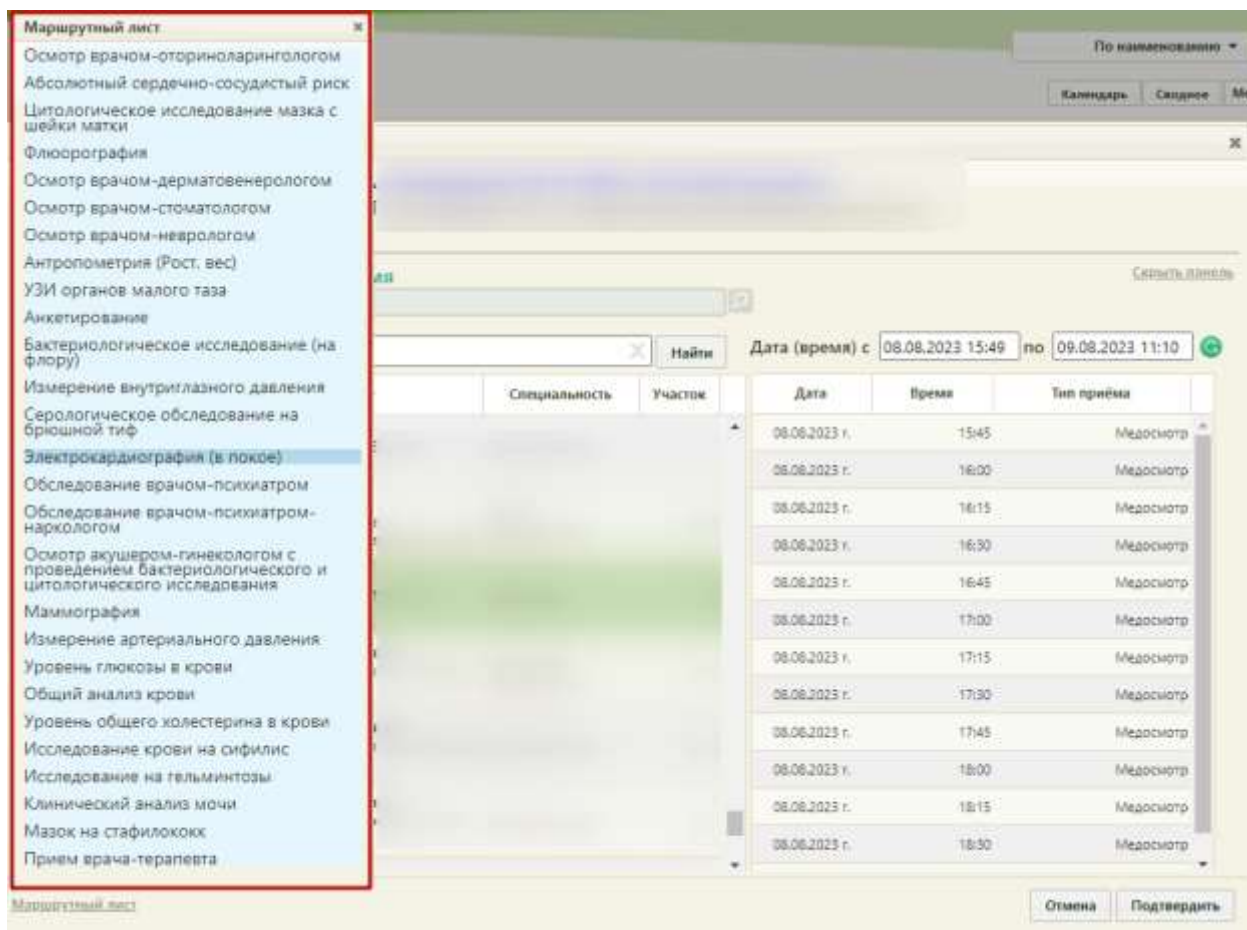 Маршрутный лист
Осмотр врачом-оториноларингологом
Абсолютный сердечно-сосудистый риск
Цитологическое исследование мазка с
шейки матки
Флюорография
Осмотр врачом-дерматовенерологом
Осмотр врачом-стоматологом
Осмотр врачом-неврологом
Антропометрия (Рост, вес)
УЗИ органов малого таза
Анкетирование
Бактериологическое исследование (на
флору)
Измерение внутриглазного давления
Серологическое обследование на
брюшной тиф
Электрокардиография (в покое)
Обследование врачом-психиатром
Обследование врачом-психиатром-
наркологом
Осмотр акушером-гинекологом с
проведением бактериологического и
цитологического исследования
Маммография
Измерение артериального давления
Уровень глюкозы в крови
Общий анализ крови
Уровень общего холестерина в крови
Исследование крови на сифилис
Исследование на гельминтозы
Клинический анализ мочи
Мазок на стафилококк
Прием врача-терапевта
Маршрутный лист
По наименованию
Календарь Сводное Ме
Скрыть панель
Найти Дата (время) с 08.08.2023 15:49 по 09.08.2023 11:10
Специальность Участок Дата Время Тип приёма
08.08.2023 г. 15:45 Медосмотр
08.08.2023 г. 16:00 Медосмотр
08.08.2023 г. 16:15 Медосмотр
08.08.2023 г. 16:30 Медосмотр
08.08.2023 г. 16:45 Медосмотр
08.08.2023 г. 17:00 Медосмотр
08.08.2023 г. 17:15 Медосмотр
08.08.2023 г. 17:30 Медосмотр
08.08.2023 г. 17:45 Медосмотр
08.08.2023 г. 18:00 Медосмотр
08.08.2023 г. 18:15 Медосмотр
08.08.2023 г. 18:30 Медосмотр
Отмена Подтвердить